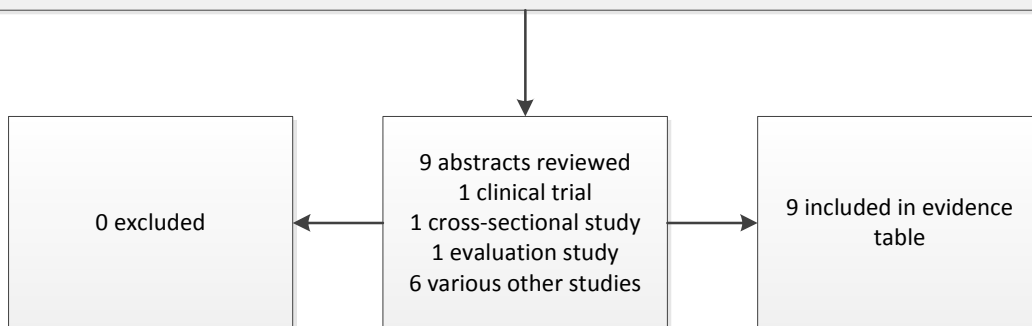 0 excluded
9 abstracts reviewed
1 clinical trial
1 cross-sectional study
1 evaluation study
6 various other studies
9 included in evidence
table